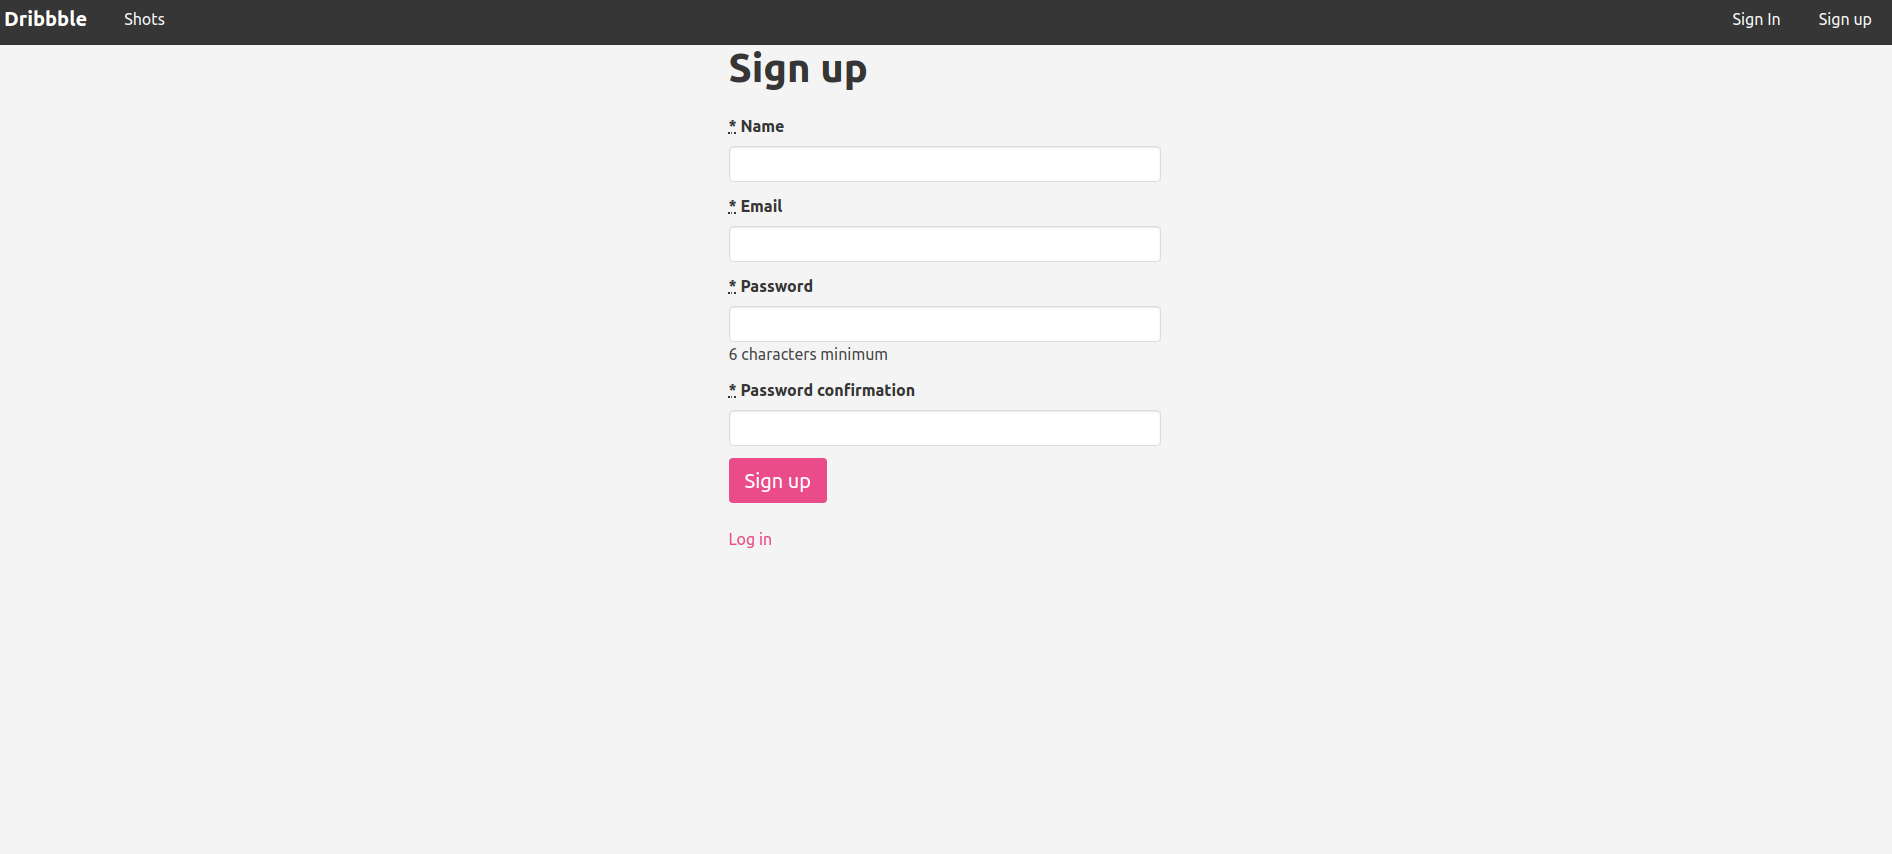 Dribbble Shots Sign In Sign up
Sign up
* Name
* Email
* Password
6 characters minimum
* Password confirmation
Sign up
Log in